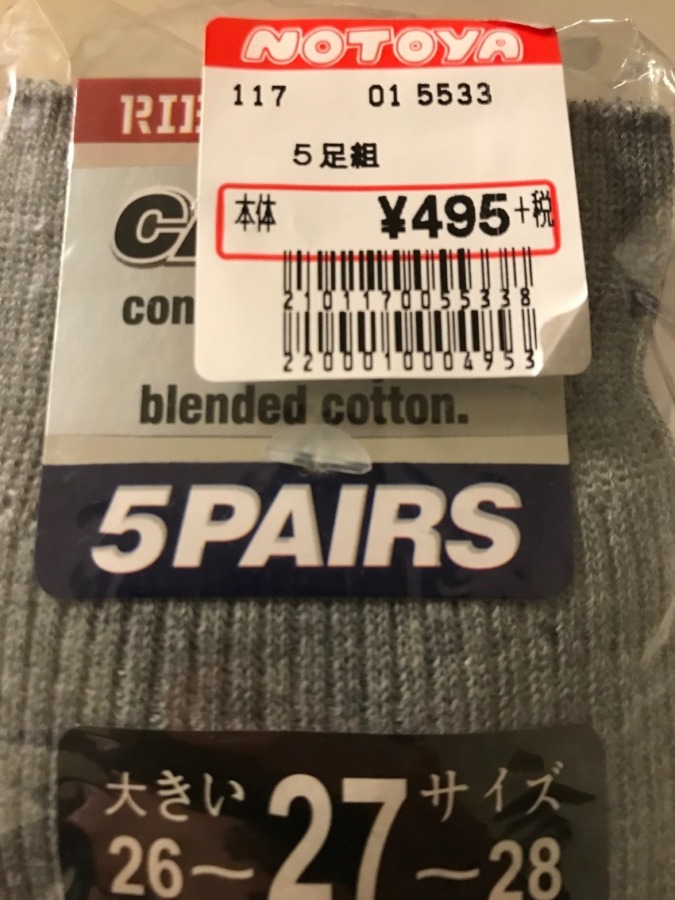 NOTOYA
117 01 5533
5足組
本体 ¥495+税
2101170055338
2200010004953
blended cotton.
5PAIRS
大きい 27 サイズ
26～ ～28